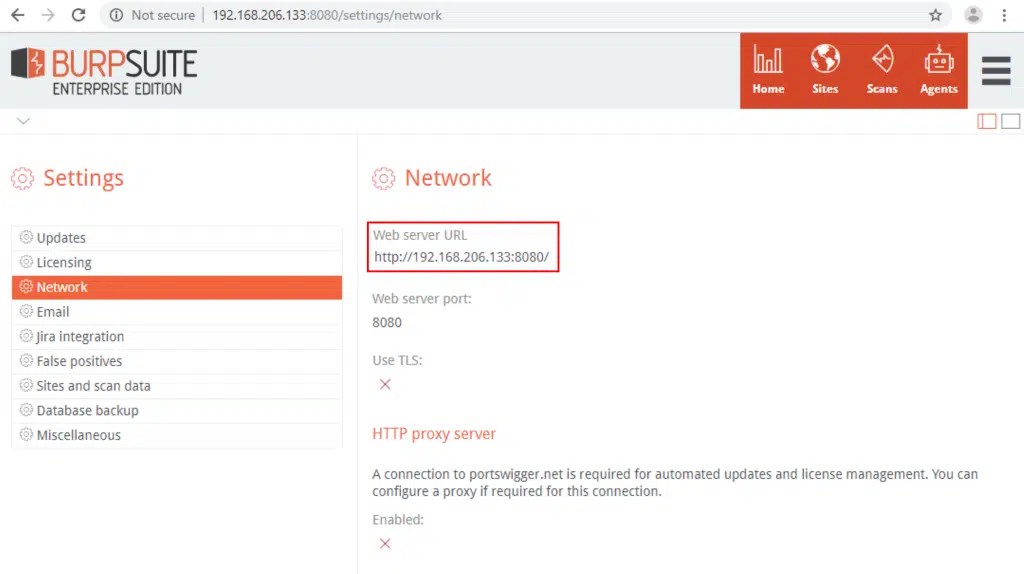 Not secure 192.168.206.133:8080/settings/network
BURPSUITE
ENTERPRISE EDITION
Home Sites Scans Agents
Settings
Updates
Licensing
Network
Email
Jira integration
False positives
Sites and scan data
Database backup
Miscellaneous
Network
Web server URL
http://192.168.206.133:8080/
Web server port:
8080
Use TLS:
HTTP proxy server
A connection to portswigger.net is required for automated updates and license management. You can
configure a proxy if required for this connection.
Enabled: